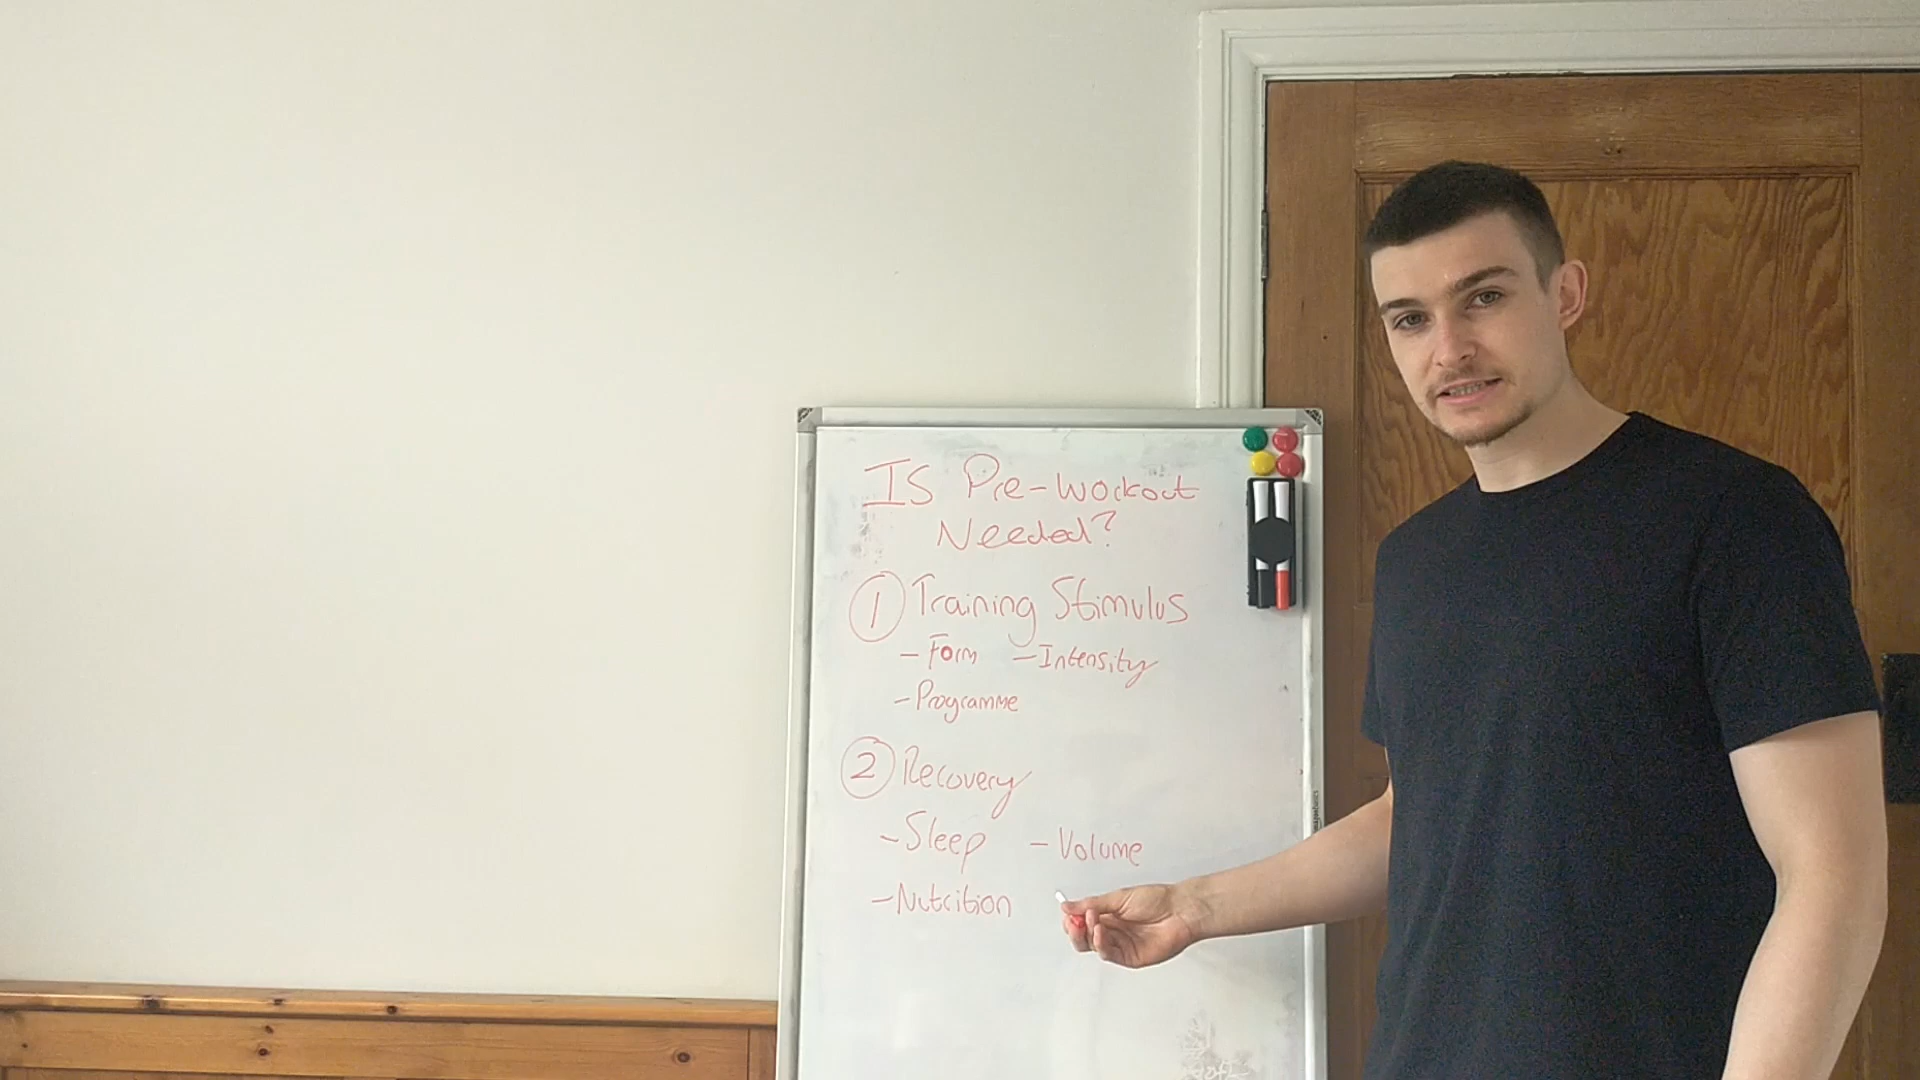 Is Pre-Workout
Needed?
1 Training Stimulus
- Form - Intensity
- Programme
2 Recovery
- Sleep - Volume
- Nutrition